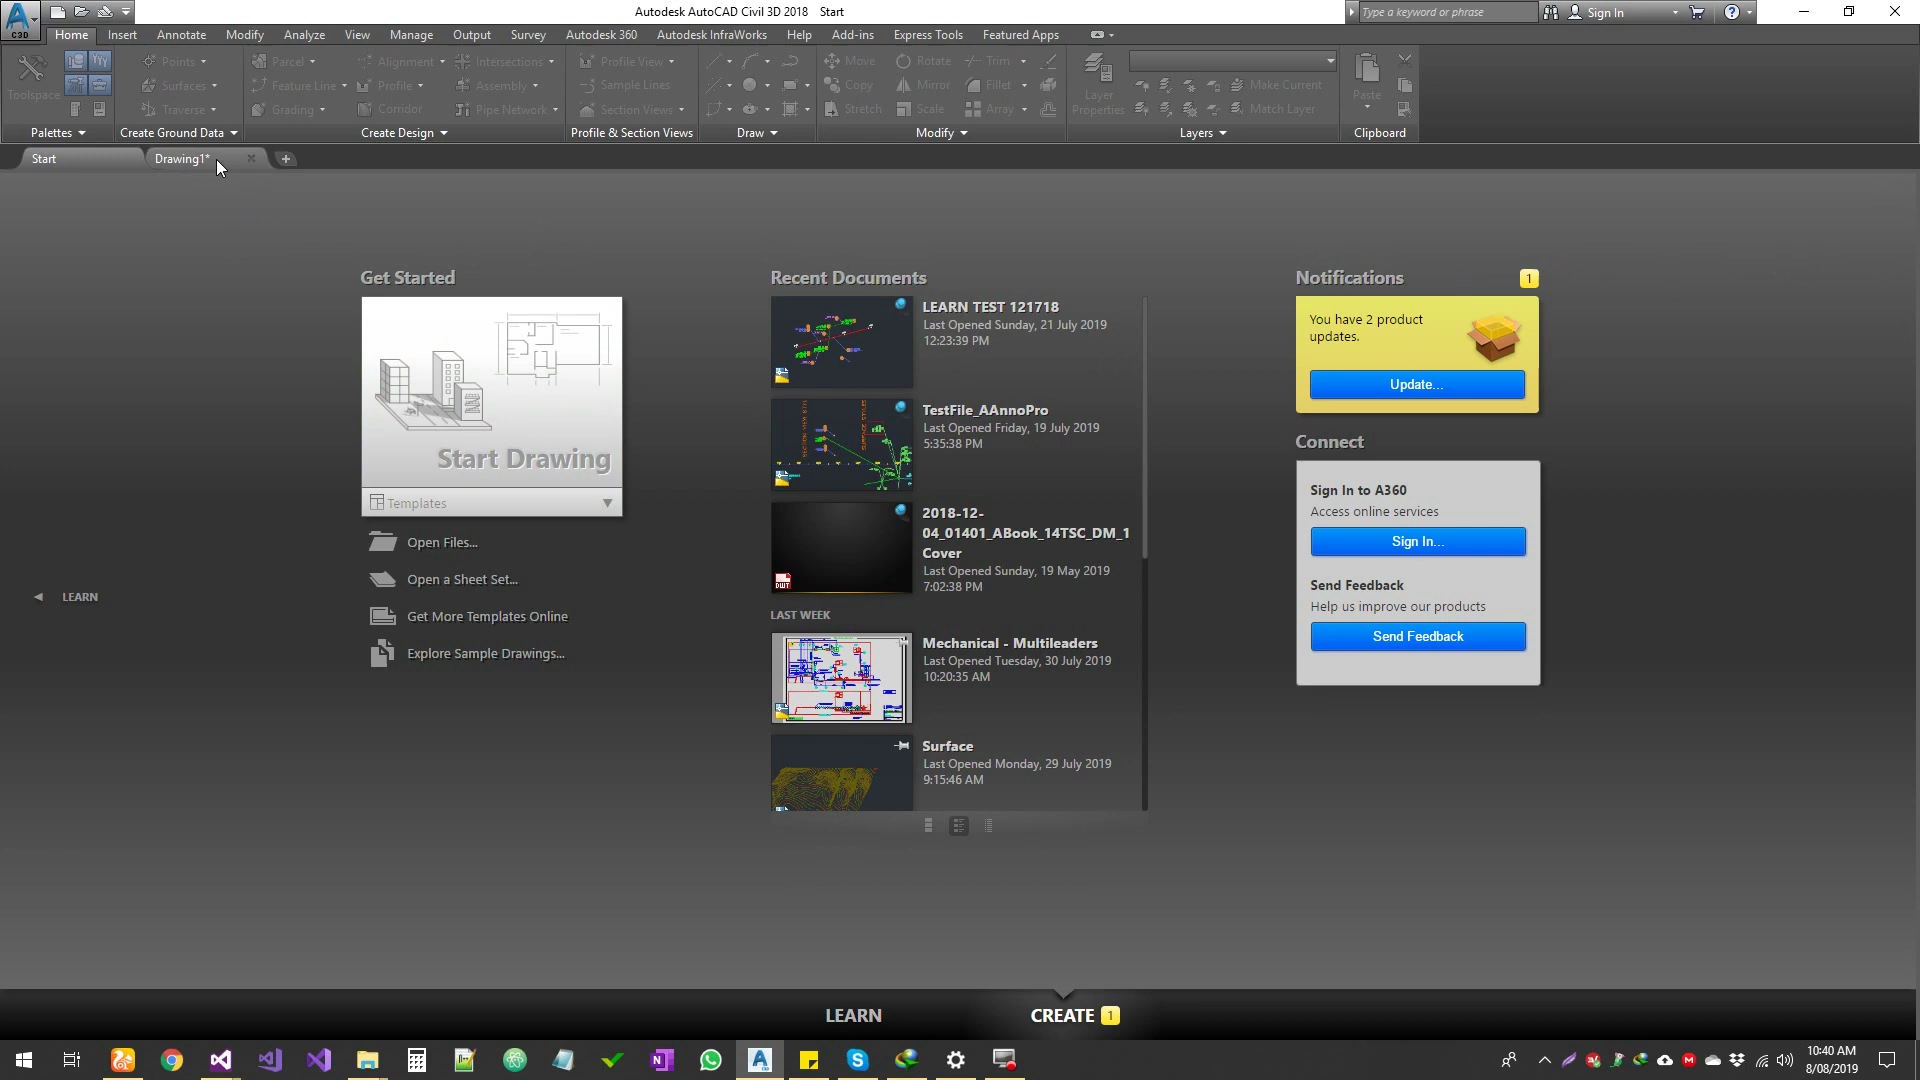 C3D
Autodesk AutoCAD Civil 3D 2018 Start
Type a keyword or phrase
Sign In
Home Insert Annotate Modify Analyze View Manage Output Survey Autodesk 360 Autodesk InfraWorks Help Add-ins Express Tools Featured Apps
Toolspace
Points
Surfaces
Traverse
Parcel
Feature Line
Grading
Alignment
Profile
Corridor
Intersections
Assembly
Pipe Network
Profile View
Sample Lines
Section Views
Move
Copy
Stretch
Rotate
Mirror
Scale
Trim
Fillet
Array
Layer
Properties
Make Current
Match Layer
Paste
Palettes Create Ground Data Create Design Profile & Section Views Draw Modify Layers Clipboard
Start Drawing1*
Get Started
Start Drawing
Templates
Open Files...
Open a Sheet Set...
Get More Templates Online
Explore Sample Drawings...
LEARN
Recent Documents
LEARN TEST 121718
Last Opened Sunday, 21 July 2019
12:23:39 PM
TestFile_AAnnoPro
Last Opened Friday, 19 July 2019
5:35:38 PM
2018-12-
04_01401_ABook_14TSC_DM_1
Cover
Last Opened Sunday, 19 May 2019
7:02:38 PM
DWT
LAST WEEK
Mechanical - Multileaders
Last Opened Tuesday, 30 July 2019
10:20:35 AM
Surface
Last Opened Monday, 29 July 2019
9:15:46 AM
Notifications 1
You have 2 product
updates.
Update...
Connect
Sign In to A360
Access online services
Sign In...
Send Feedback
Help us improve our products
Send Feedback
LEARN CREATE 1
10:40 AM
8/08/2019